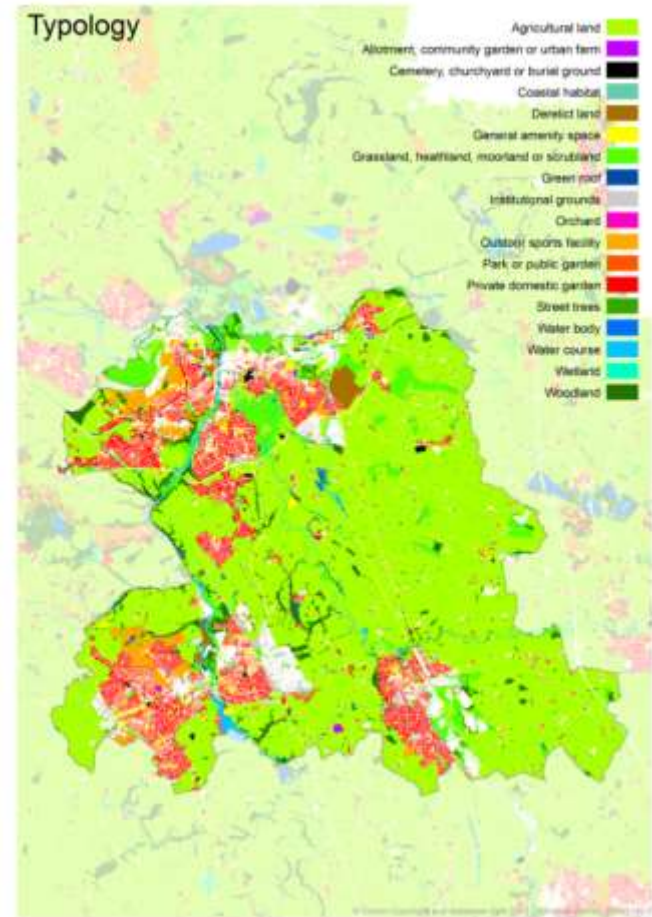 Typology
Agricultural land
Allotment, community garden or urban farm
Cemetery, churchyard or burial ground
Coastal habitat
Derelict land
General amenity space
Grassland, heathland, moorland or scrubland
Green roof
Institutional grounds
Orchard
Outdoor sports facility
Park or public garden
Private domestic garden
Street trees
Water body
Water course
Wetland
Woodland